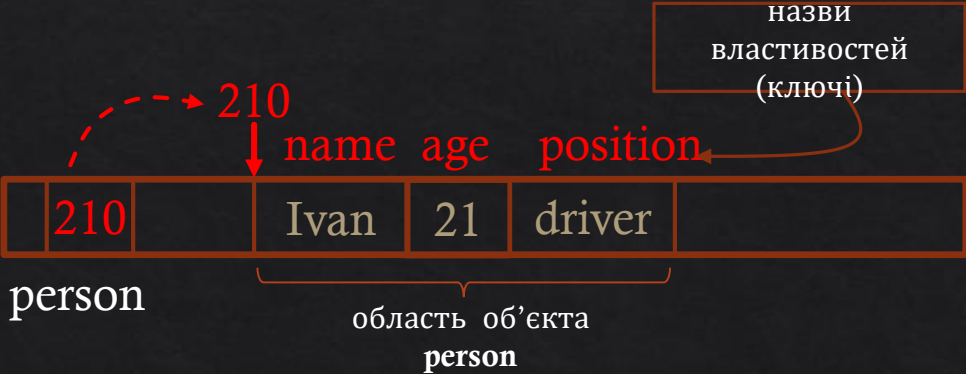 назви
властивостей
(ключі)
210
name age position
210 Ivan 21 driver
person
область об’єкта
person